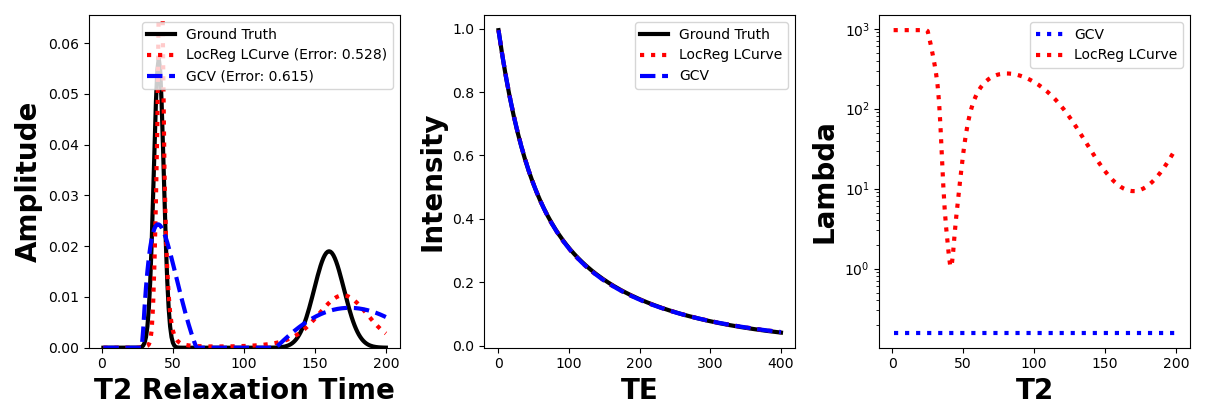 Amplitude
0.06
0.05
0.04
0.03
0.02
0.01
0.00
Ground Truth
LocReg LCurve (Error: 0.528)
GCV (Error: 0.615)
0 50 100 150 200
T2 Relaxation Time
Intensity
1.0
0.8
0.6
0.4
0.2
0.0
Ground Truth
LocReg LCurve
GCV
0 100 200 300 400
TE
Lambda
10³
10²
10¹
10⁰
GCV
LocReg LCurve
0 50 100 150 200
T2